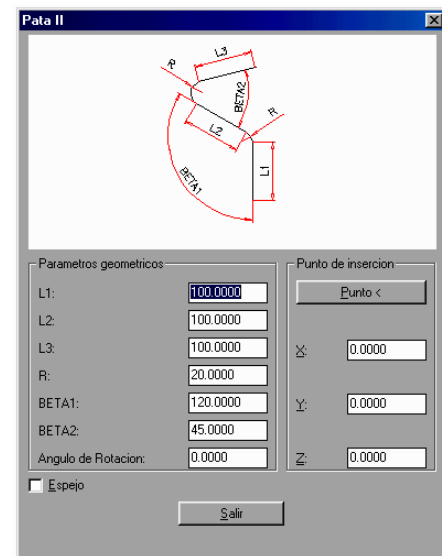 Pata II
L3
R
BETA2
R
L2
L1
BETA1
Parametros geometricos
L1: 100.0000
L2: 100.0000
L3: 100.0000
R: 20.0000
BETA1: 120.0000
BETA2: 45.0000
Angulo de Rotacion: 0.0000
Punto de insercion
Punto <
X: 0.0000
Y: 0.0000
Z: 0.0000
Espejo
Salir